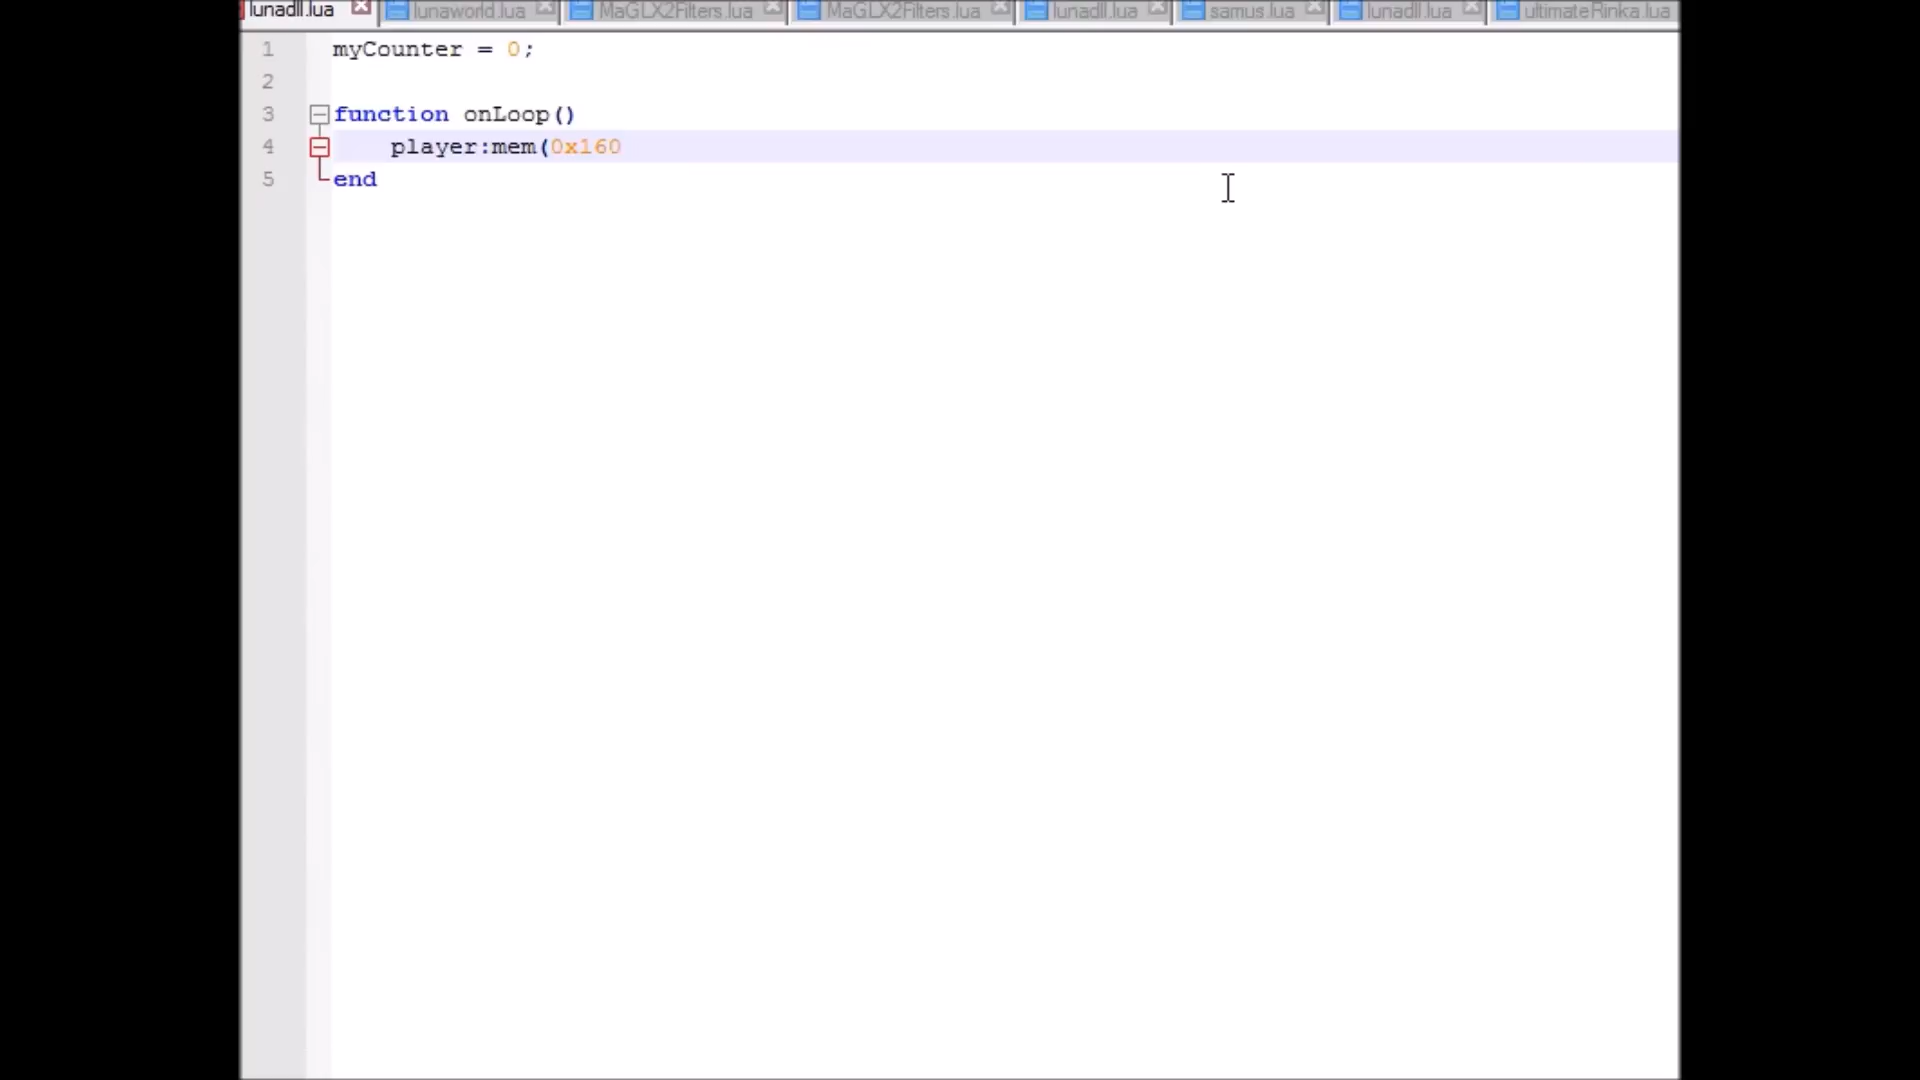 lunadll.lua lunaworld.lua MaGLX2Filters.lua MaGLX2Filters.lua lunadll.lua samus.lua lunadll.lua ultimateRinka.lua
1 myCounter = 0;
2
3 function onLoop()
4 player:mem(0x160
5 end